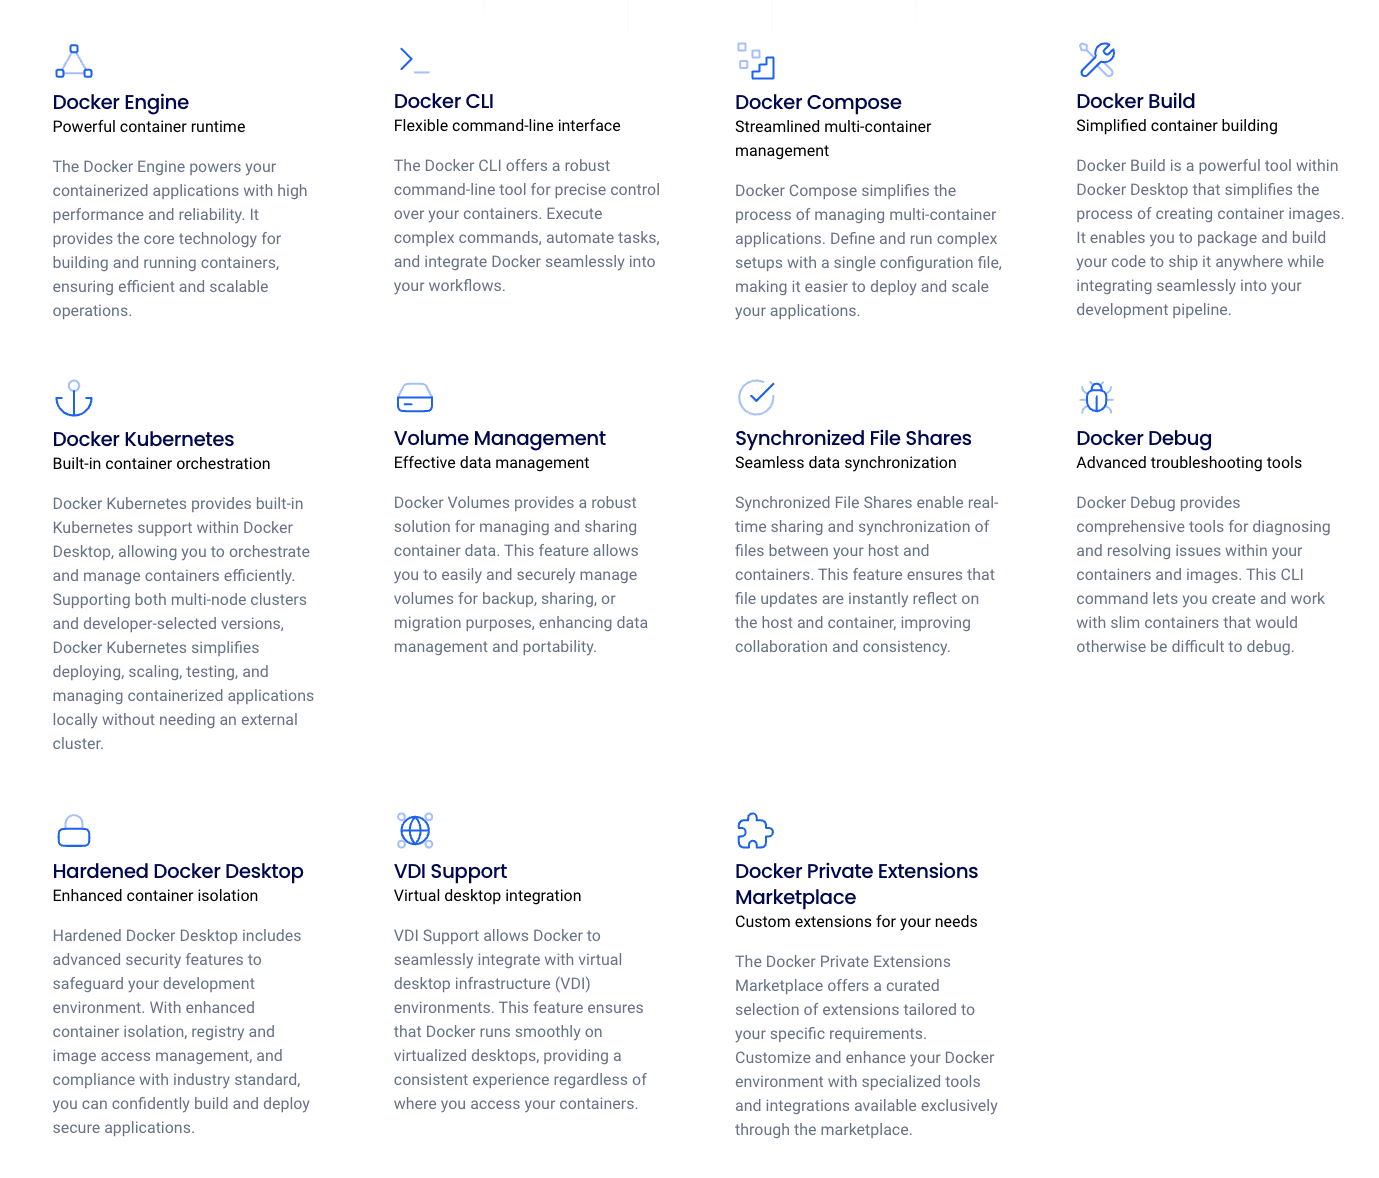 Docker Engine
Powerful container runtime
The Docker Engine powers your
containerized applications with high
performance and reliability. It
provides the core technology for
building and running containers,
ensuring efficient and scalable
operations.
Docker CLI
Flexible command-line interface
The Docker CLI offers a robust
command-line tool for precise control
over your containers. Execute
complex commands, automate tasks,
and integrate Docker seamlessly into
your workflows.
Docker Compose
Streamlined multi-container
management
Docker Compose simplifies the
process of managing multi-container
applications. Define and run complex
setups with a single configuration file,
making it easier to deploy and scale
your applications.
Docker Build
Simplified container building
Docker Build is a powerful tool within
Docker Desktop that simplifies the
process of creating container images.
It enables you to package and build
your code to ship it anywhere while
integrating seamlessly into your
development pipeline.
Docker Kubernetes
Built-in container orchestration
Docker Kubernetes provides built-in
Kubernetes support within Docker
Desktop, allowing you to orchestrate
and manage containers efficiently.
Supporting both multi-node clusters
and developer-selected versions,
Docker Kubernetes simplifies
deploying, scaling, testing, and
managing containerized applications
locally without needing an external
cluster.
Volume Management
Effective data management
Docker Volumes provides a robust
solution for managing and sharing
container data. This feature allows
you to easily and securely manage
volumes for backup, sharing, or
migration purposes, enhancing data
management and portability.
Synchronized File Shares
Seamless data synchronization
Synchronized File Shares enable real-
time sharing and synchronization of
files between your host and
containers. This feature ensures that
file updates are instantly reflect on
the host and container, improving
collaboration and consistency.
Docker Debug
Advanced troubleshooting tools
Docker Debug provides
comprehensive tools for diagnosing
and resolving issues within your
containers and images. This CLI
command lets you create and work
with slim containers that would
otherwise be difficult to debug.
Hardened Docker Desktop
Enhanced container isolation
Hardened Docker Desktop includes
advanced security features to
safeguard your development
environment. With enhanced
container isolation, registry and
image access management, and
compliance with industry standard,
you can confidently build and deploy
secure applications.
VDI Support
Virtual desktop integration
VDI Support allows Docker to
seamlessly integrate with virtual
desktop infrastructure (VDI)
environments. This feature ensures
that Docker runs smoothly on
virtualized desktops, providing a
consistent experience regardless of
where you access your containers.
Docker Private Extensions
Marketplace
Custom extensions for your needs
The Docker Private Extensions
Marketplace offers a curated
selection of extensions tailored to
your specific requirements.
Customize and enhance your Docker
environment with specialized tools
and integrations available exclusively
through the marketplace.